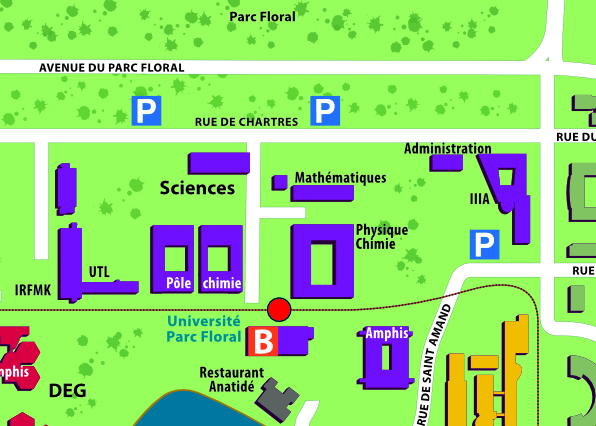 Parc Floral
AVENUE DU PARC FLORAL
P
P
RUE DE CHARTRES
RUE DU
Administration
Mathématiques
Sciences
IIIA
Physique
Chimie
P
UTL
RUE
Pôle chimie
IRFMK
Université
Parc Floral
B
Amphis
RUE DE SAINT AMAND
Restaurant
Anatidé
DEG